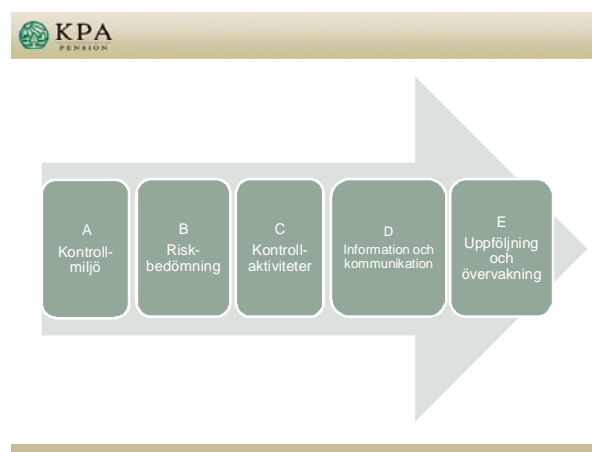 KPA
PENSION
A
Kontroll-
miljö
B
Risk-
bedömning
C
Kontroll-
aktiviteter
D
Information och
kommunikation
E
Uppföljning
och
övervakning